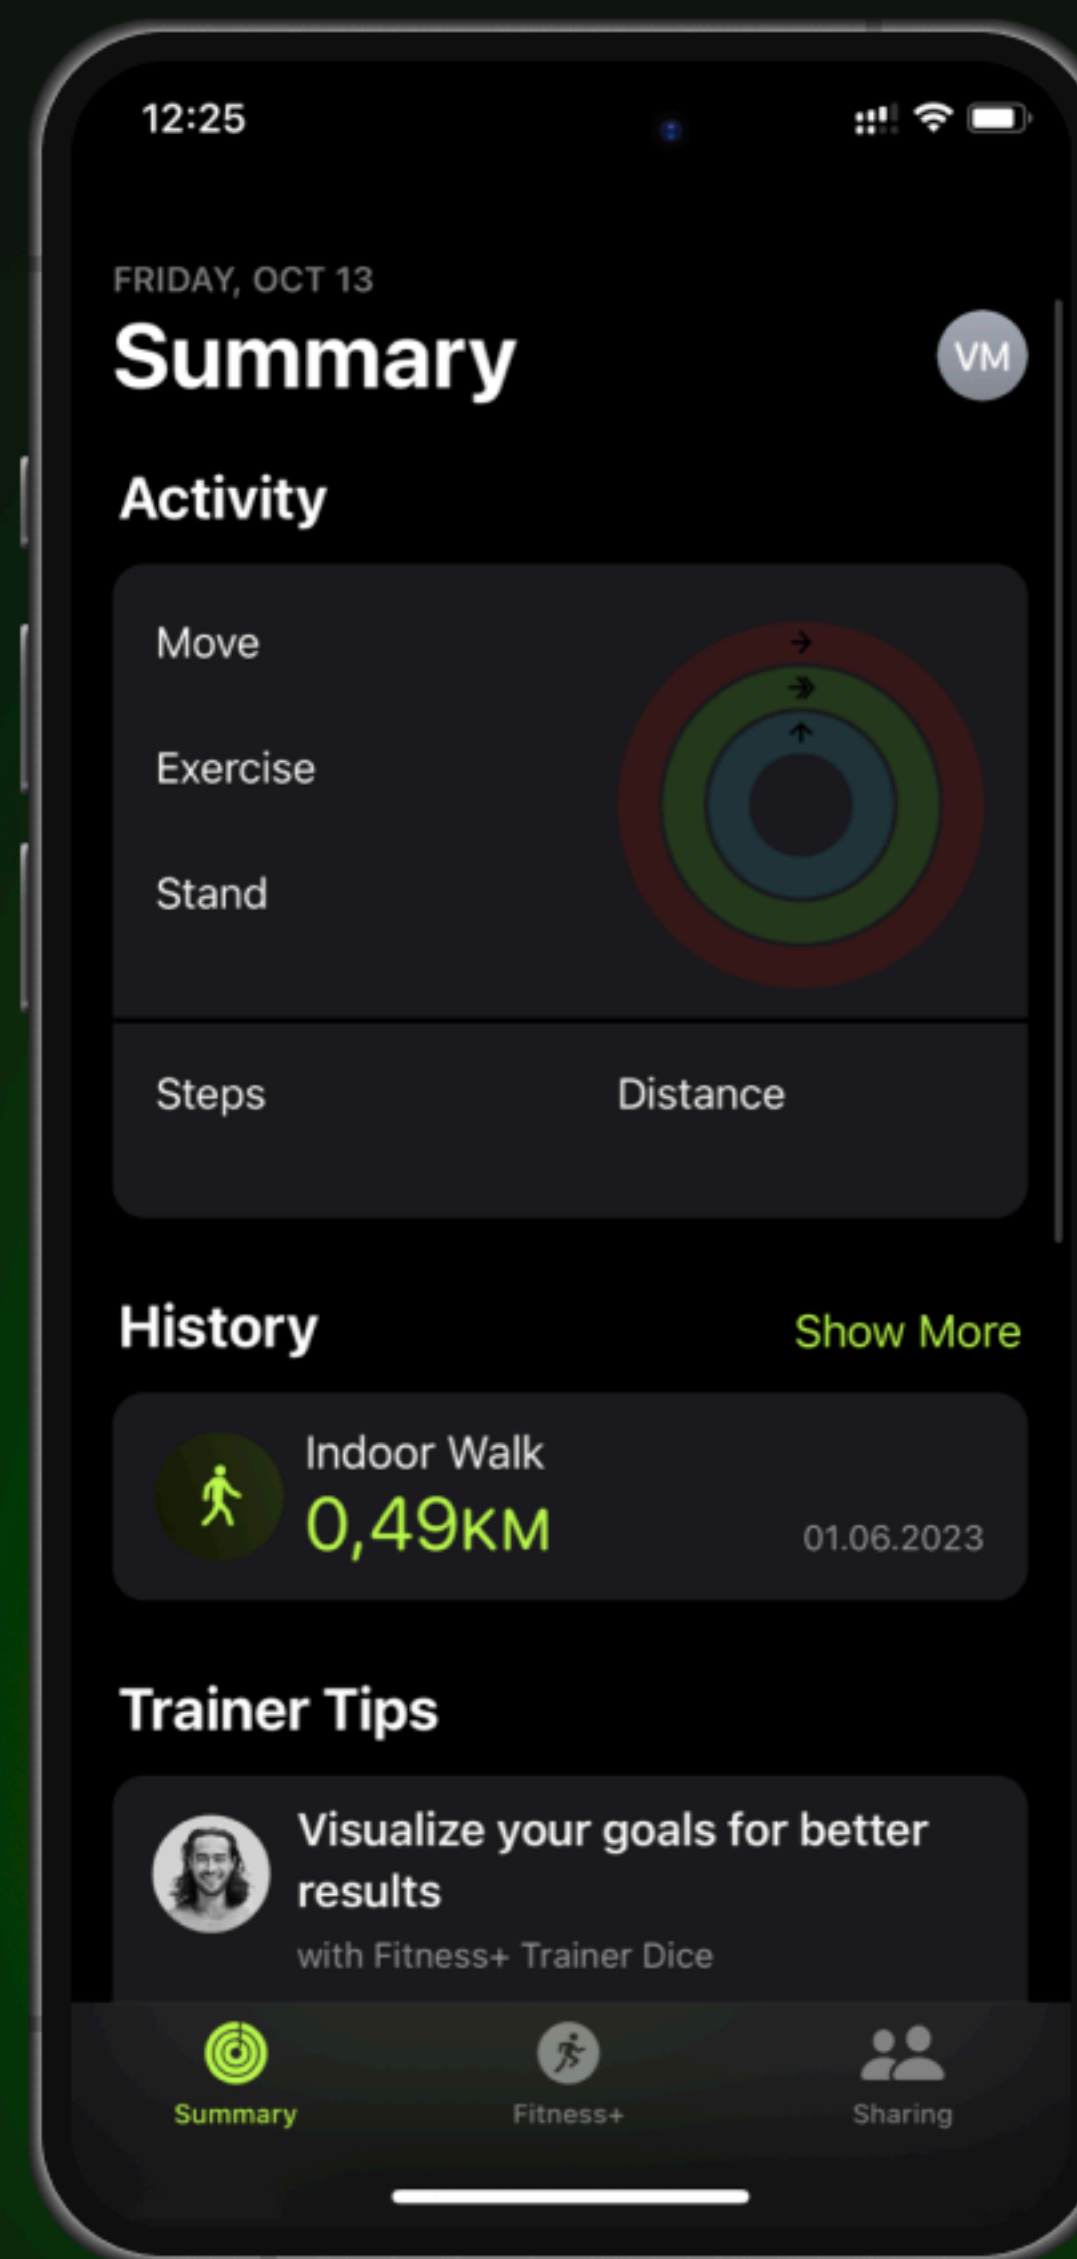 12:25
FRIDAY, OCT 13
Summary
VM
Activity
Move
Exercise
Stand
Steps
Distance
History
Show More
Indoor Walk
0,49KM
01.06.2023
Trainer Tips
Visualize your goals for better
results
with Fitness+ Trainer Dice
Summary
Fitness+
Sharing